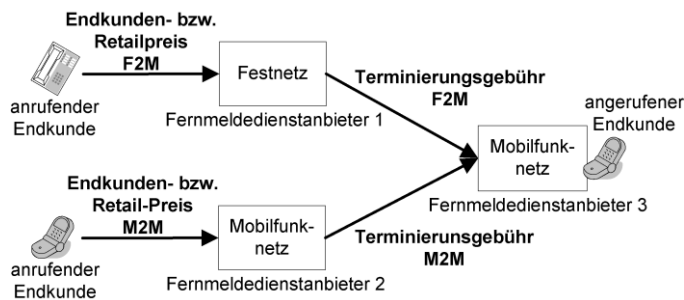 Endkunden- bzw.
Retailpreis
F2M
anrufender
Endkunde
Festnetz
Fernmeldedienstanbieter 1
Terminierungsgebühr
F2M
angerufener
Endkunde
Mobilfunk-
netz
Fernmeldedienstanbieter 3
Endkunden- bzw.
Retail-Preis
M2M
anrufender
Endkunde
Mobilfunk-
netz
Fernmeldedienstanbieter 2
Terminierunsgebühr
M2M